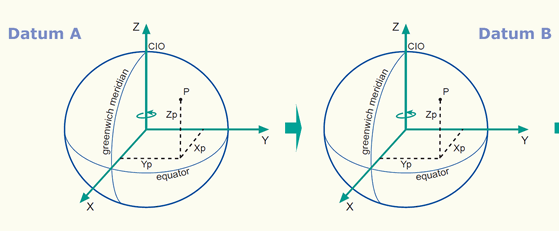 Datum A
Z
CIO
greenwich meridian
P
Zp
Y
Xp
Yp
equator
X
Datum B
Z
CIO
greenwich meridian
P
Zp
Y
Xp
Yp
equator
X